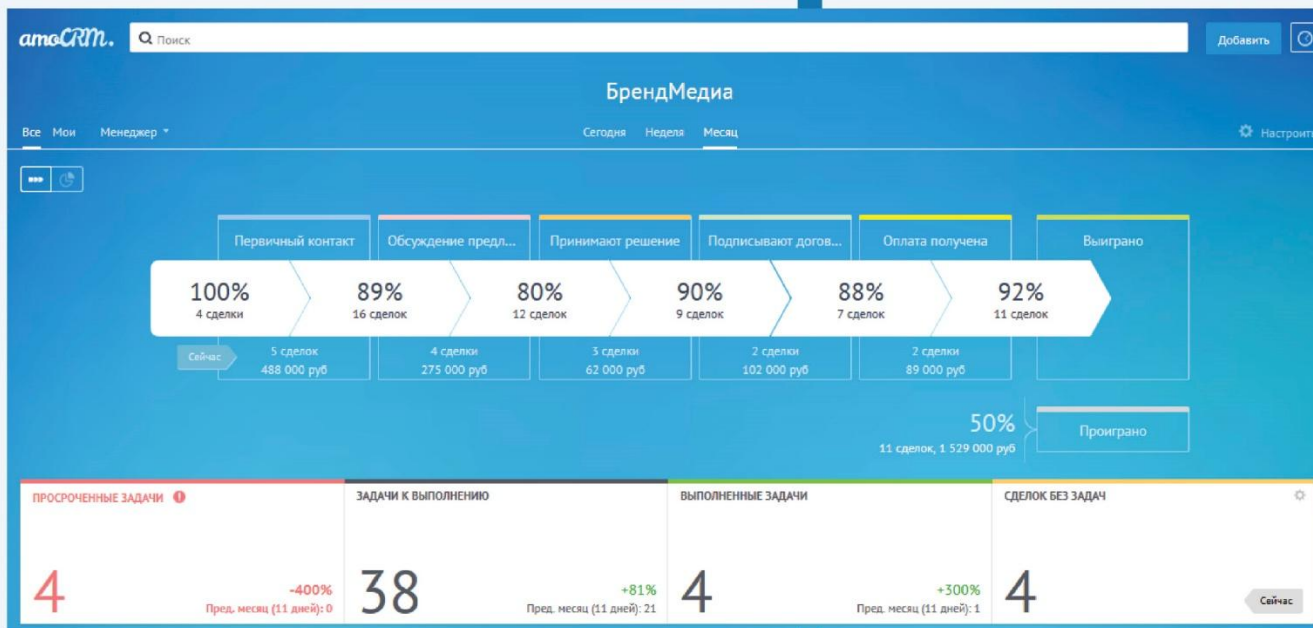 amoCRM.
Поиск
Добавить
БрендМедиа
Все Мои Менеджер
Сегодня Неделя Месяц
Настроить
Первичный контакт Обсуждение предл... Принимают решение Подписывают догов... Оплата получена Выиграно
100% 89% 80% 90% 88% 92%
4 сделки 16 сделок 12 сделок 9 сделок 7 сделок 11 сделок
Сейчас 5 сделок 4 сделки 3 сделки 2 сделки 2 сделки
488 000 руб 275 000 руб 62 000 руб 102 000 руб 89 000 руб
50%
11 сделок, 1 529 000 руб
Проиграно
ПРОСРОЧЕННЫЕ ЗАДАЧИ ЗАДАЧИ К ВЫПОЛНЕНИЮ ВЫПОЛНЕННЫЕ ЗАДАЧИ СДЕЛОК БЕЗ ЗАДАЧ
4 -400% 38 +81% 4 +300% 4
Пред. месяц (11 дней): 0 Пред. месяц (11 дней): 21 Пред. месяц (11 дней): 1 Сейчас